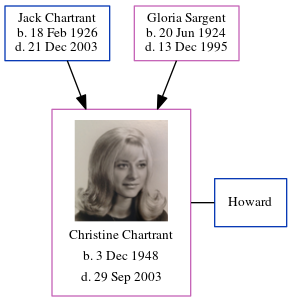 Jack Chartrant
b. 18 Feb 1926
d. 21 Dec 2003
Gloria Sargent
b. 20 Jun 1924
d. 13 Dec 1995
Christine Chartrant
b. 3 Dec 1948
d. 29 Sep 2003
Howard